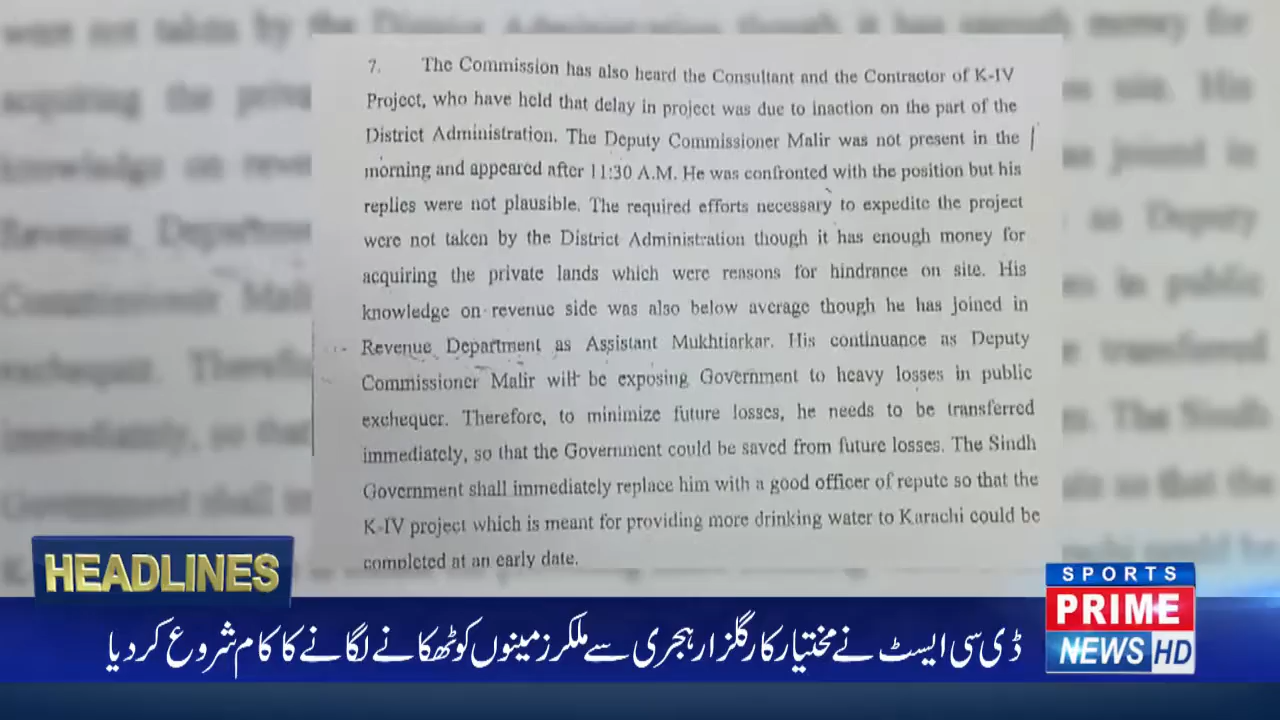 7. The Commission has also heard the Consultant and the Contractor of K-IV
Project, who have held that delay in project was due to inaction on the part of the
District Administration. The Deputy Commissioner Malir was not present in the
morning and appeared after 11:30 A.M. He was confronted with the position but his
replies were not plausible. The required efforts necessary to expedite the project
were not taken by the District Administration though it has enough money for
acquiring the private lands which were reasons for hindrance on site. His
knowledge on revenue side was also below average though he has joined in
Revenue Department as Assistant Mukhtiarkar. His continuance as Deputy
Commissioner Malir will be exposing Government to heavy losses in public
exchequer. Therefore, to minimize future losses, he needs to be transferred
immediately, so that the Government could be saved from future losses. The Sindh
Government shall immediately replace him with a good officer of repute so that the
K-IV project which is meant for providing more drinking water to Karachi could be
completed at an early date.
HEADLINES
SPORTS
PRIME
NEWS HD
ڈی سی ایسٹ نے مختیار کار گلزار ہجری سے ملکر زمینوں کو ٹھکانے لگانے کا کام شروع کر دیا